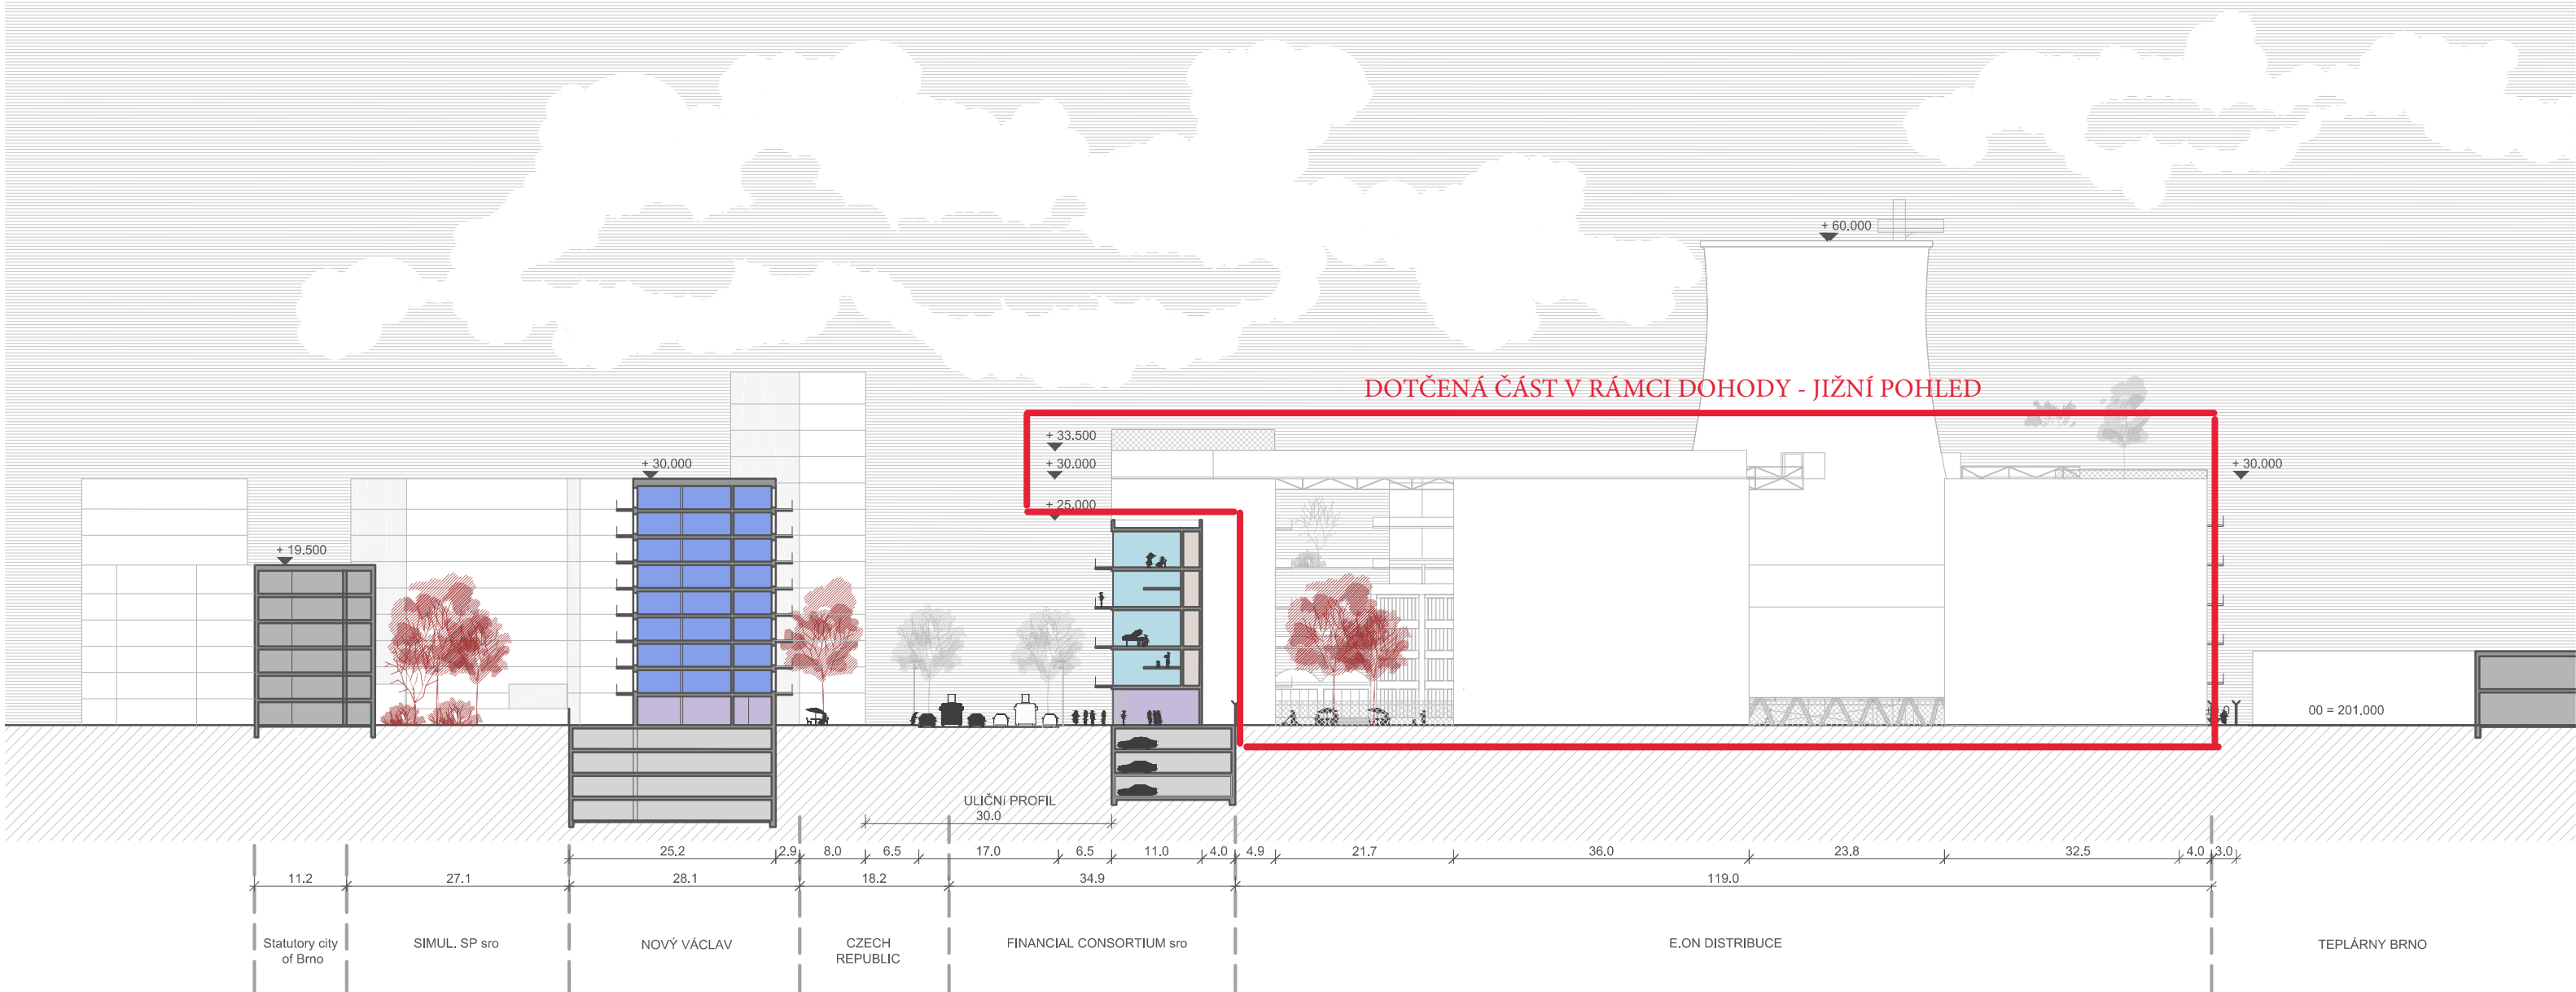 + 60.000
DOTČENÁ ČÁST V RÁMCI DOHODY - JIŽNÍ POHLED
+ 33.500
+ 30.000
+ 30.000
+ 30.000
+ 25.000
+ 19.500
00 = 201.000
ULIČNÍ PROFIL
30.0
25.2 2.9 8.0 6.5 17.0 6.5 11.0 4.0 4.9 21.7 36.0 23.8 32.5 4.0 3.0
11.2 27.1 28.1 18.2 34.9 119.0
Statutory city
of Brno
SIMUL. SP sro
NOVÝ VÁCLAV
CZECH
REPUBLIC
FINANCIAL CONSORTIUM sro
E.ON DISTRIBUCE
TEPLÁRNY BRNO